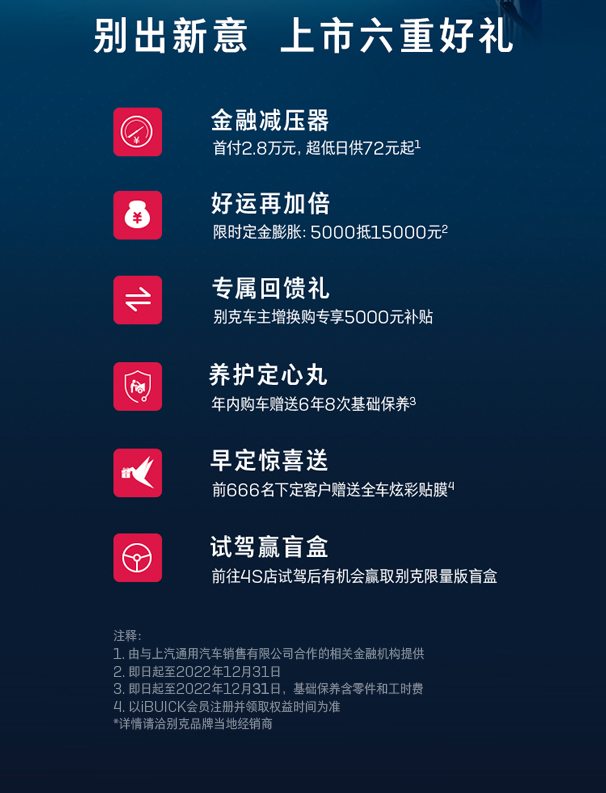 别出新意 上市六重好礼
金融减压器
首付2.8万元，超低日供72元起1
好运再加倍
限时定金膨胀：5000抵15000元2
专属回馈礼
别克车主增换购专享5000元补贴
养护定心丸
年内购车赠送6年8次基础保养3
早定惊喜送
前666名下定客户赠送全车炫彩贴膜4
试驾赢盲盒
前往4S店试驾后有机会赢取别克限量版盲盒
注释：
1. 由与上汽通用汽车销售有限公司合作的相关金融机构提供
2. 即日起至2022年12月31日
3. 即日起至2022年12月31日，基础保养含零件和工时费
4. 以iBUICK会员注册并领取权益时间为准
*详情请洽别克品牌当地经销商